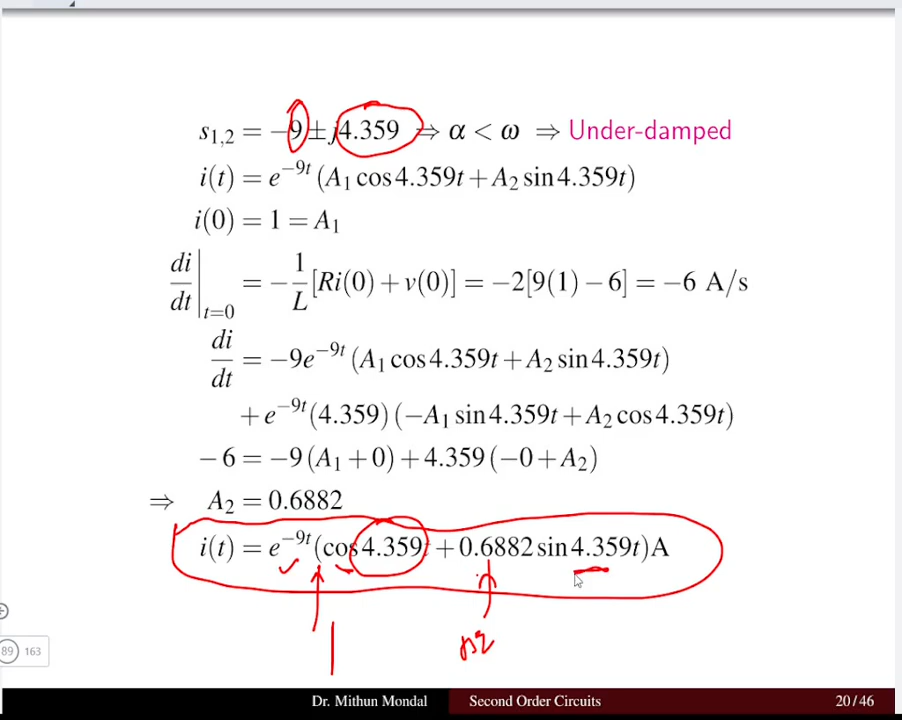 s₁,₂ = −9 ± j4.359 ⇒ α < ω ⇒ Under-damped
i(t) = e⁻⁹ᵗ (A₁ cos 4.359t + A₂ sin 4.359t)
i(0) = 1 = A₁
di/dt|ₜ₌₀ = −1/L [Ri(0) + v(0)] = −2[9(1) − 6] = −6 A/s
di/dt = −9e⁻⁹ᵗ (A₁ cos 4.359t + A₂ sin 4.359t)
+ e⁻⁹ᵗ (4.359) (−A₁ sin 4.359t + A₂ cos 4.359t)
−6 = −9 (A₁ + 0) + 4.359 (−0 + A₂)
⇒ A₂ = 0.6882
i(t) = e⁻⁹ᵗ (cos 4.359t + 0.6882 sin 4.359t) A
1
89 163
Dr. Mithun Mondal Second Order Circuits 20/46